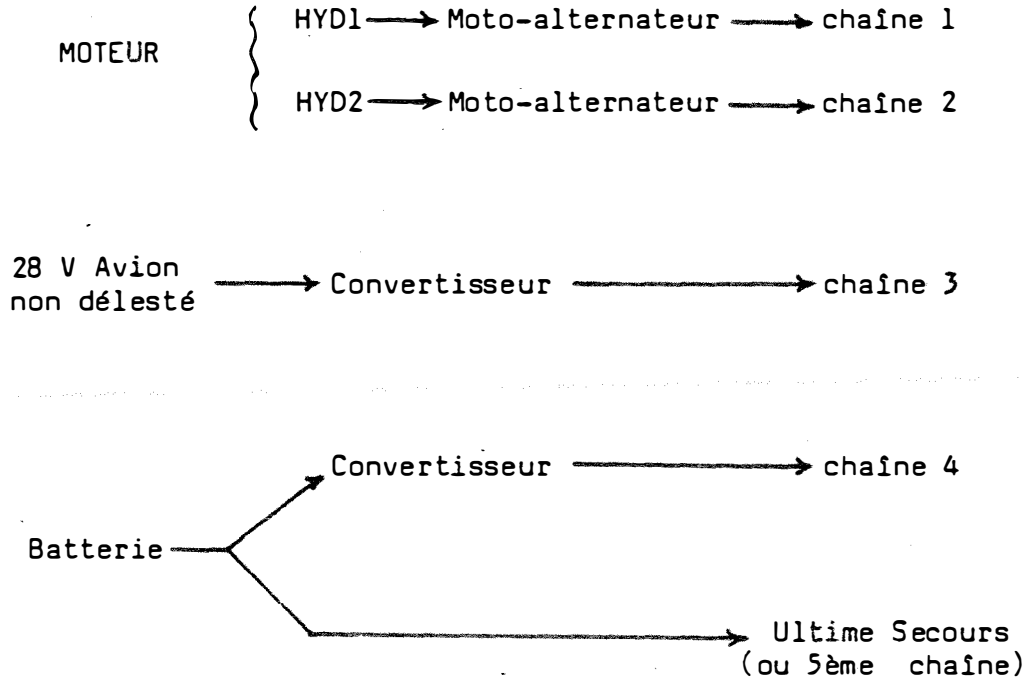 HYD1 Moto-alternateur chaîne 1
MOTEUR
HYD2 Moto-alternateur chaîne 2
28 V Avion
non délesté
Convertisseur chaîne 3
Convertisseur chaîne 4
Batterie
Ultime Secours
(ou 5ème chaîne)